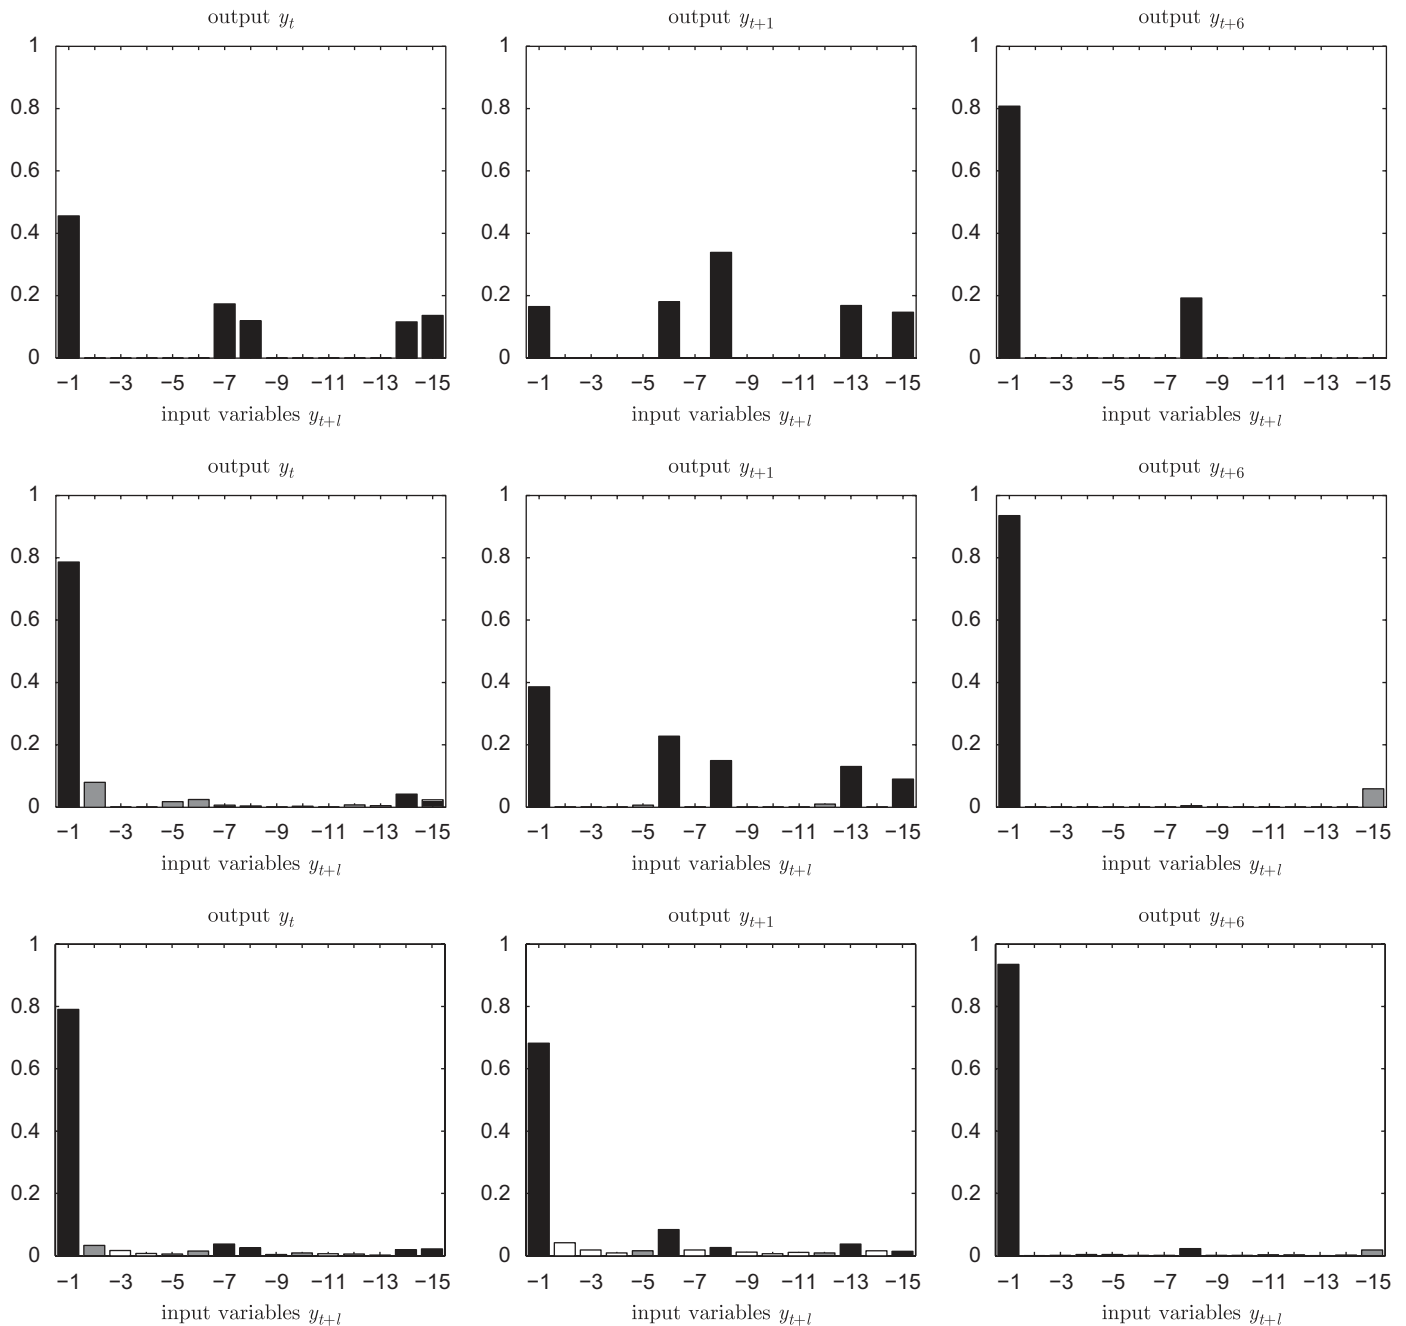 output y_t output y_{t+1} output y_{t+6}
1 1 1
0.8 0.8 0.8
0.6 0.6 0.6
0.4 0.4 0.4
0.2 0.2 0.2
0 0 0
−1 −3 −5 −7 −9 −11 −13 −15 −1 −3 −5 −7 −9 −11 −13 −15 −1 −3 −5 −7 −9 −11 −13 −15
input variables y_{t+l} input variables y_{t+l} input variables y_{t+l}
output y_t output y_{t+1} output y_{t+6}
1 1 1
0.8 0.8 0.8
0.6 0.6 0.6
0.4 0.4 0.4
0.2 0.2 0.2
0 0 0
−1 −3 −5 −7 −9 −11 −13 −15 −1 −3 −5 −7 −9 −11 −13 −15 −1 −3 −5 −7 −9 −11 −13 −15
input variables y_{t+l} input variables y_{t+l} input variables y_{t+l}
output y_t output y_{t+1} output y_{t+6}
1 1 1
0.8 0.8 0.8
0.6 0.6 0.6
0.4 0.4 0.4
0.2 0.2 0.2
0 0 0
−1 −3 −5 −7 −9 −11 −13 −15 −1 −3 −5 −7 −9 −11 −13 −15 −1 −3 −5 −7 −9 −11 −13 −15
input variables y_{t+l} input variables y_{t+l} input variables y_{t+l}